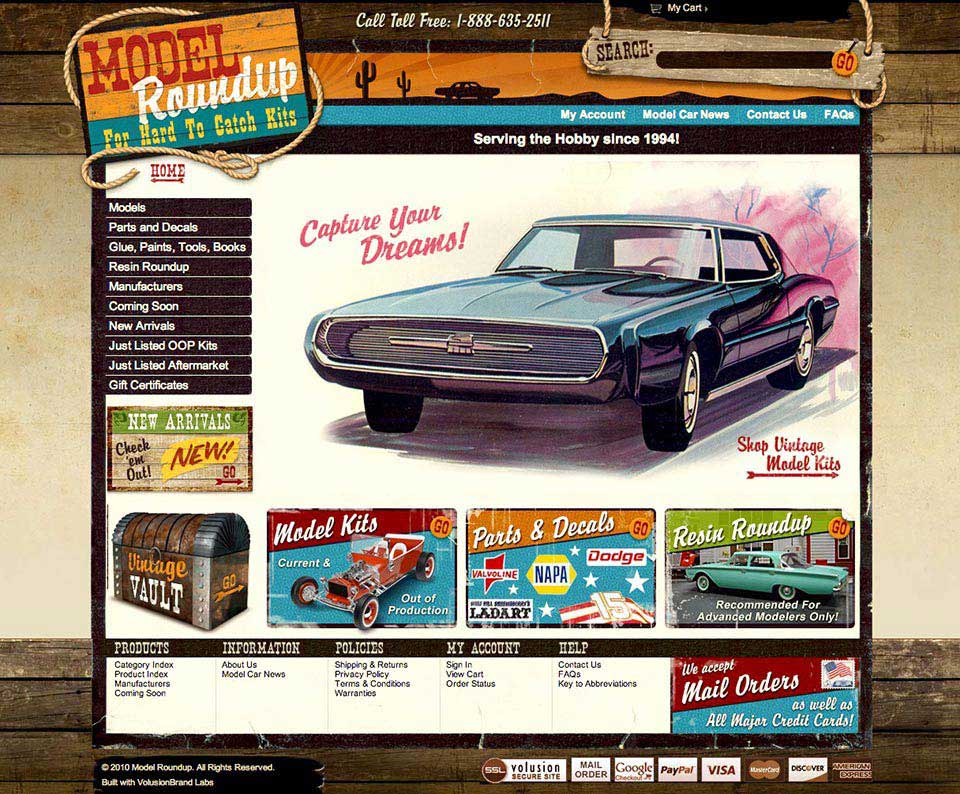 Call Toll Free: 1-888-635-2511
My Cart ›
MODEL
Roundup
For Hard To Catch Kits
SEARCH:
GO
My Account
Model Car News
Contact Us
FAQs
Serving the Hobby since 1994!
HOME
Models
Parts and Decals
Glue, Paints, Tools, Books
Resin Roundup
Manufacturers
Coming Soon
New Arrivals
Just Listed OOP Kits
Just Listed Aftermarket
Gift Certificates
Capture Your
Dreams!
Shop Vintage
Model Kits
NEW ARRIVALS
Check
'em
Out!
NEW!
GO
Vintage
VAULT
GO
Model Kits
GO
Current &
Out of
Production
Parts & Decals
GO
VALVOLINE
NAPA
Dodge
LADART
15
Resin Roundup
GO
Recommended For
Advanced Modelers Only!
PRODUCTS
Category Index
Product Index
Manufacturers
Coming Soon
INFORMATION
About Us
Model Car News
POLICIES
Shipping & Returns
Privacy Policy
Terms & Conditions
Warranties
MY ACCOUNT
Sign In
View Cart
Order Status
HELP
Contact Us
FAQs
Key to Abbreviations
We accept
Mail Orders
as well as
All Major Credit Cards!
© 2010 Model Roundup. All Rights Reserved.
Built with VolusionBrand Labs
SSL
volusion
SECURE SITE
MAIL
ORDER
Google
Checkout
PayPal
VISA
MasterCard
DISCOVER
AMERICAN
EXPRESS